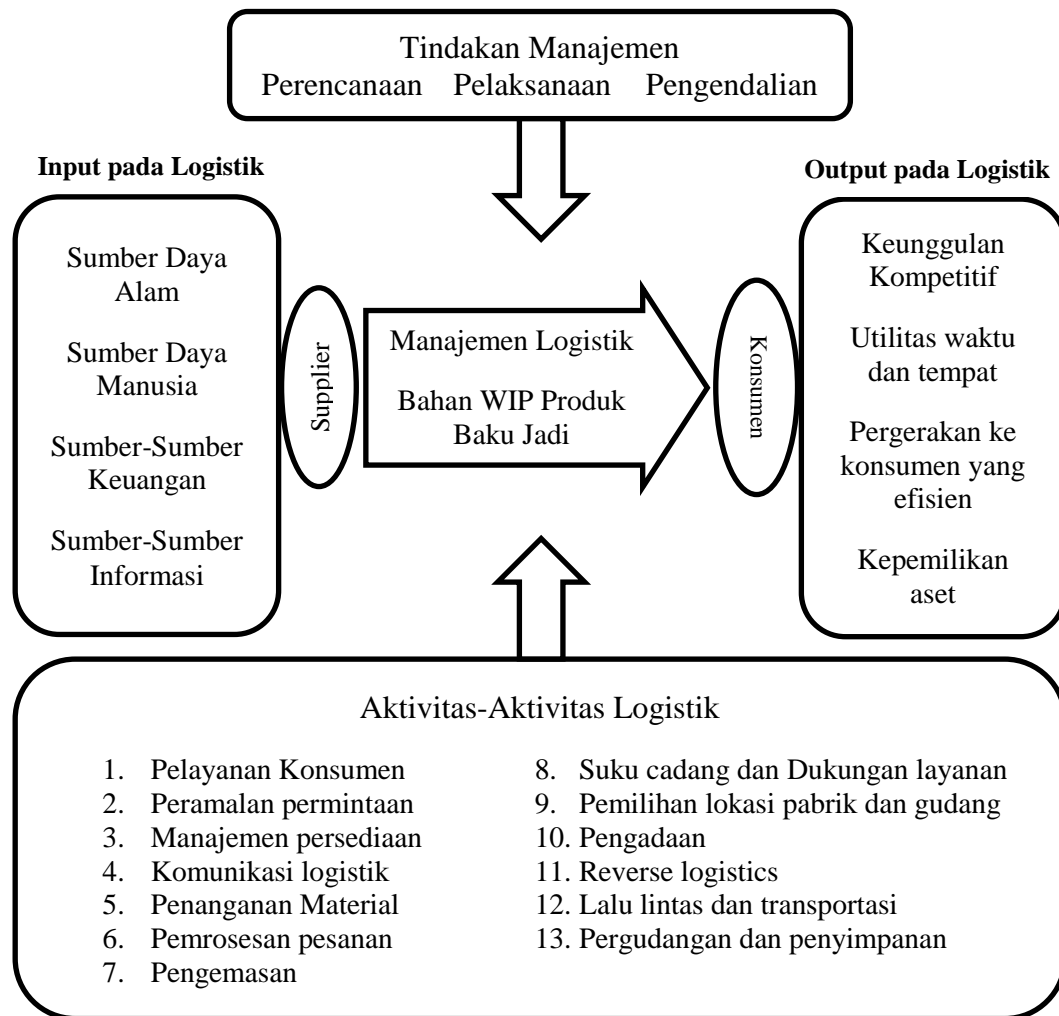 Tindakan Manajemen
Perencanaan Pelaksanaan Pengendalian
Input pada Logistik
Sumber Daya
Alam
Sumber Daya
Manusia
Sumber-Sumber
Keuangan
Sumber-Sumber
Informasi
Supplier
Manajemen Logistik
Bahan WIP Produk
Baku Jadi
Konsumen
Output pada Logistik
Keunggulan
Kompetitif
Utilitas waktu
dan tempat
Pergerakan ke
konsumen yang
efisien
Kepemilikan
aset
Aktivitas-Aktivitas Logistik
1. Pelayanan Konsumen
2. Peramalan permintaan
3. Manajemen persediaan
4. Komunikasi logistik
5. Penanganan Material
6. Pemrosesan pesanan
7. Pengemasan
8. Suku cadang dan Dukungan layanan
9. Pemilihan lokasi pabrik dan gudang
10. Pengadaan
11. Reverse logistics
12. Lalu lintas dan transportasi
13. Pergudangan dan penyimpanan